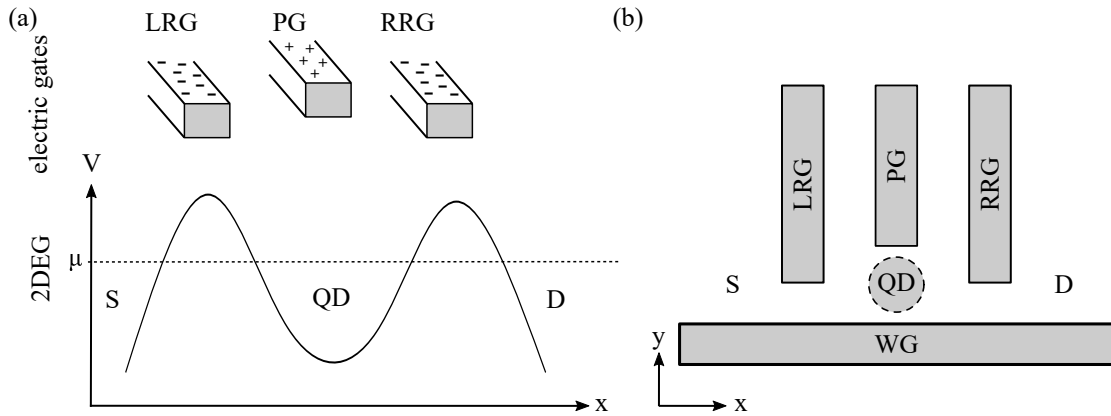 (a)
LRG PG RRG
electric gates
V
2DEG
μ
S QD D
x
(b)
LRG PG RRG
S QD D
WG
y
x